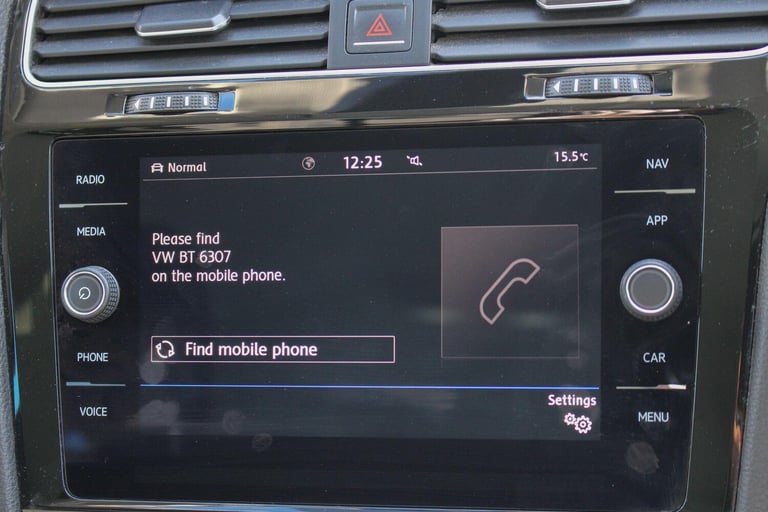 RADIO
MEDIA
PHONE
VOICE
Normal
12:25
15.5°C
Please find
VW BT 6307
on the mobile phone.
Find mobile phone
Settings
NAV
APP
CAR
MENU